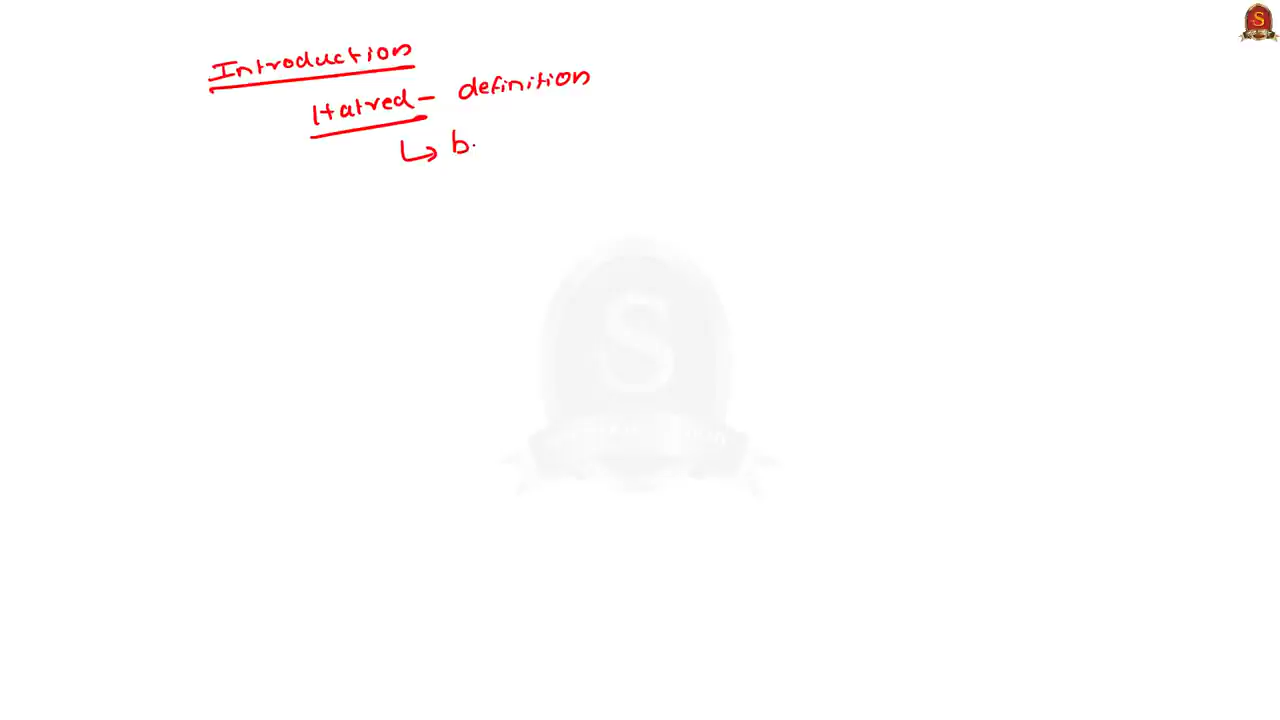 Introduction
Hatred - definition
↳ b.
S